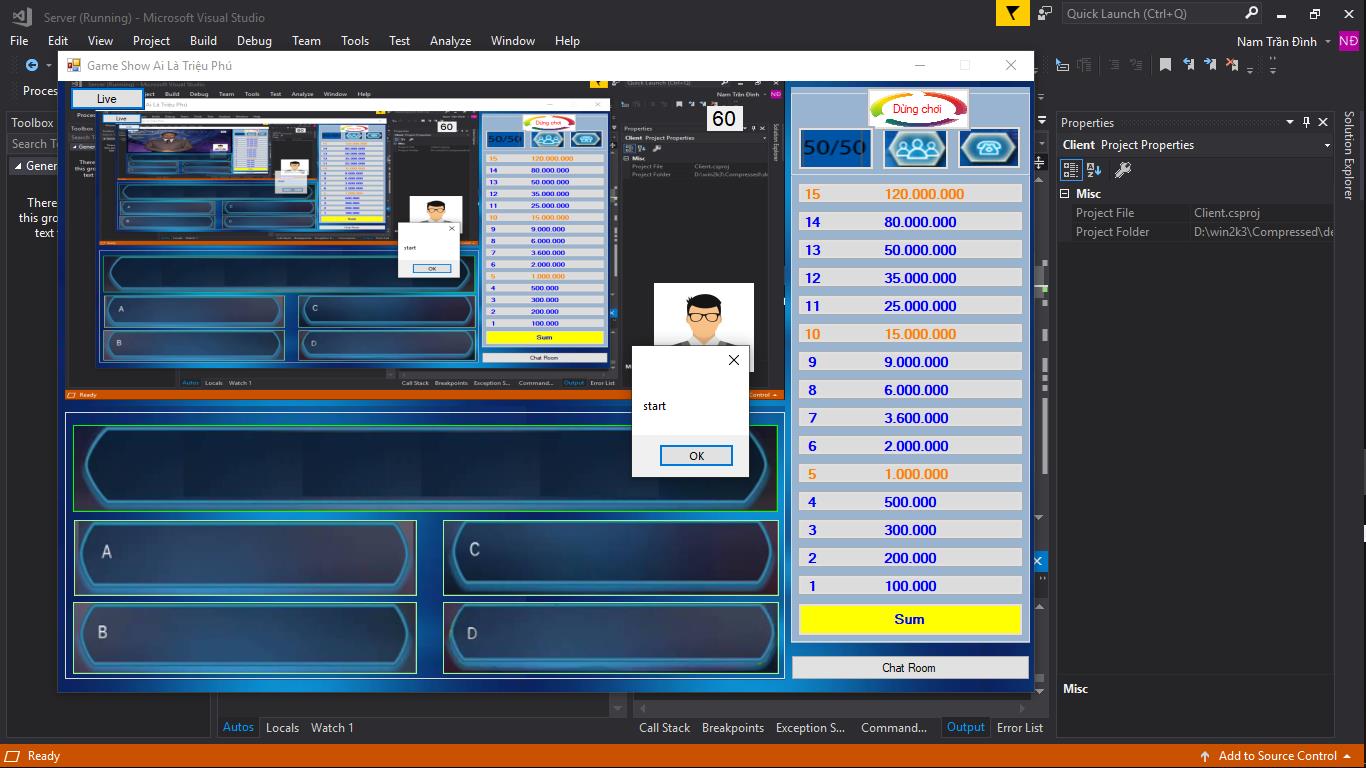 Server (Running) - Microsoft Visual Studio
Quick Launch (Ctrl+Q)
File Edit View Project Build Debug Team Tools Test Analyze Window Help
Nam Trần Đình NĐ
Game Show Ai Là Triệu Phú
Proces
Toolbox
Search To
Gener
There
this gro
text
Live
60
start
OK
A
C
B
D
Dừng chơi
50/50
15 120.000.000
14 80.000.000
13 50.000.000
12 35.000.000
11 25.000.000
10 15.000.000
9 9.000.000
8 6.000.000
7 3.600.000
6 2.000.000
5 1.000.000
4 500.000
3 300.000
2 200.000
1 100.000
Sum
Chat Room
Properties
Client Project Properties
Misc
Project File Client.csproj
Project Folder D:\win2k3\Compressed\de
Misc
Solution Explorer
Autos Locals Watch 1
Call Stack Breakpoints Exception S... Command... Output Error List
Ready
Add to Source Control